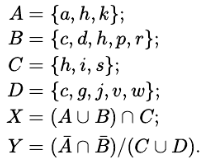 A = {a, h, k};
B = {c, d, h, p, r};
C = {h, i, s};
D = {c, g, j, v, w};
X = (A ∪ B) ∩ C;
Y = (Ā ∩ B̄)/(C ∪ D).